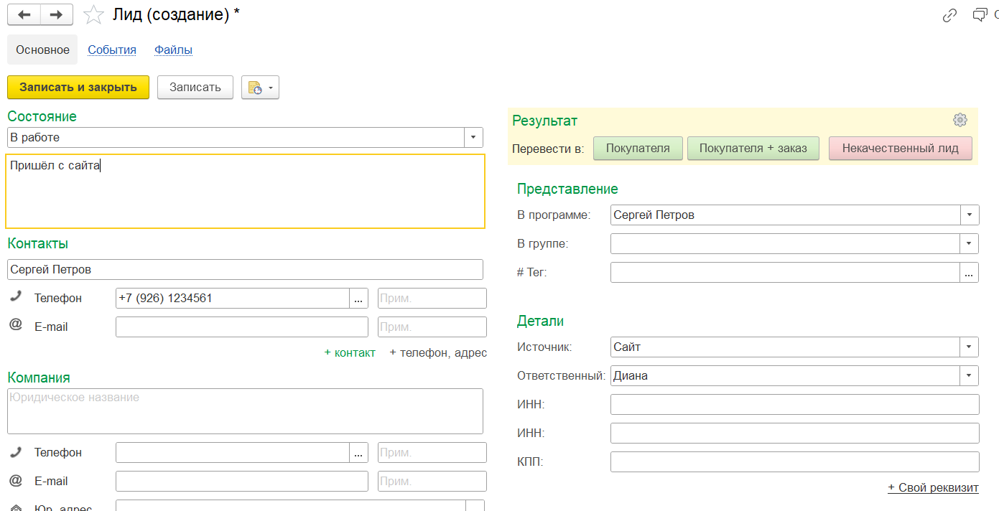 Лид (создание) *
Основное События Файлы
Записать и закрыть Записать
Состояние
В работе
Пришёл с сайта
Контакты
Сергей Петров
Телефон +7 (926) 1234561 ... Прим.
@ E-mail Прим.
+ контакт + телефон, адрес
Компания
Юридическое название
Телефон ... Прим.
@ E-mail Прим.
Юр. адрес
Результат
Перевести в: Покупателя Покупателя + заказ Некачественный лид
Представление
В программе: Сергей Петров
В группе:
# Тег: ...
Детали
Источник: Сайт
Ответственный: Диана
ИНН:
ИНН:
КПП:
+ Свой реквизит